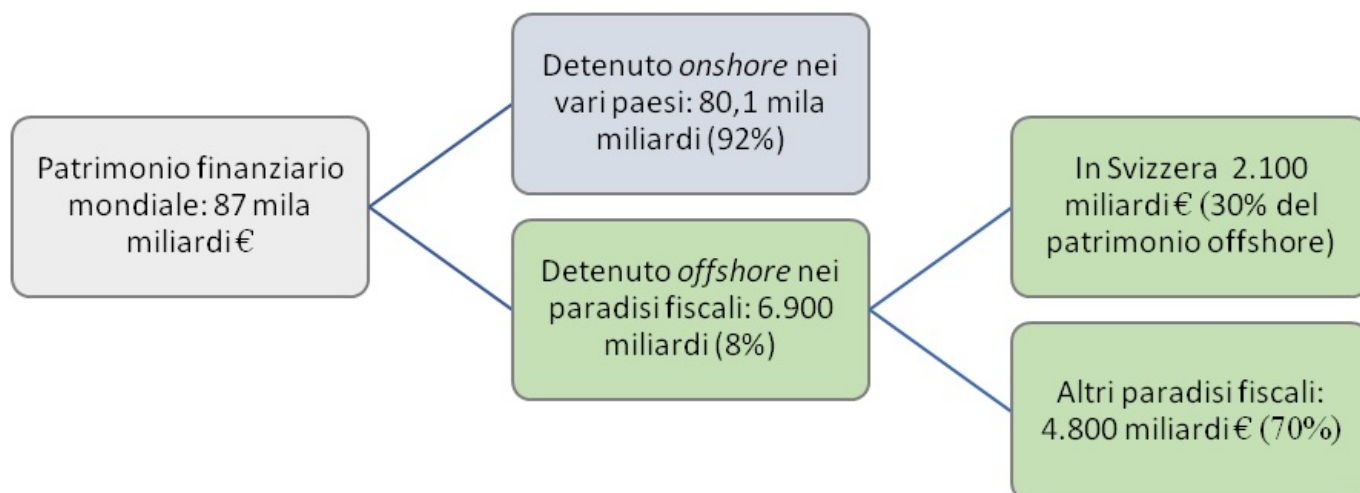 Patrimonio finanziario
mondiale: 87 mila
miliardi €
Detenuto onshore nei
vari paesi: 80,1 mila
miliardi (92%)
Detenuto offshore nei
paradisi fiscali: 6.900
miliardi (8%)
In Svizzera 2.100
miliardi € (30% del
patrimonio offshore)
Altri paradisi fiscali:
4.800 miliardi € (70%)